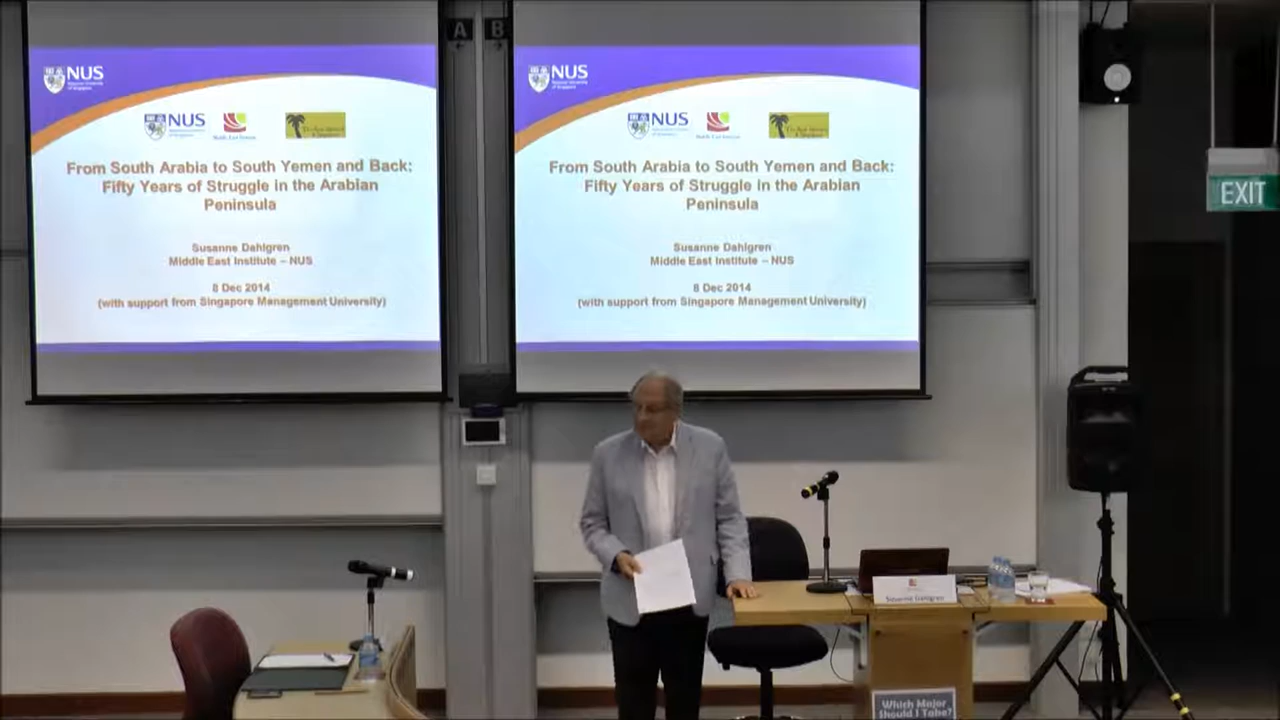 A B
NUS
NUS
From South Arabia to South Yemen and Back:
Fifty Years of Struggle in the Arabian
Peninsula
Susanne Dahlgren
Middle East Institute – NUS
8 Dec 2014
(with support from Singapore Management University)
NUS
NUS
From South Arabia to South Yemen and Back:
Fifty Years of Struggle in the Arabian
Peninsula
Susanne Dahlgren
Middle East Institute – NUS
8 Dec 2014
(with support from Singapore Management University)
EXIT
Susanne Dahlgren
Which Major
Should I Take?